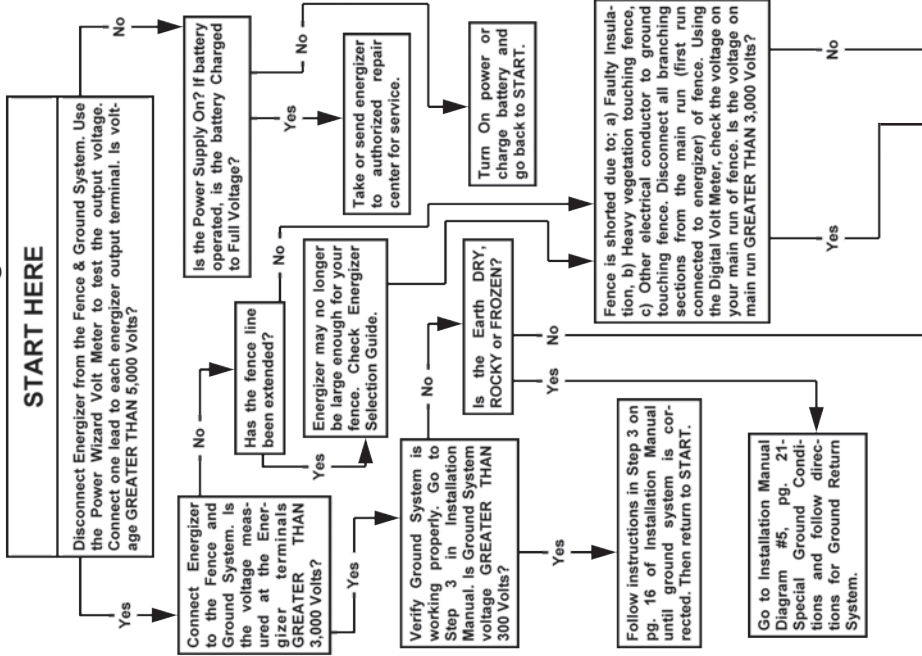 START HERE
Disconnect Energizer from the Fence & Ground System. Use
the Power Wizard Volt Meter to test the output voltage.
Connect one lead to each energizer output terminal. Is volt-
age GREATER THAN 5,000 Volts?
Yes
No
Connect Energizer
to the Fence and
Ground System. Is
the voltage meas-
ured at the Ener-
gizer terminals
GREATER THAN
3,000 Volts?
No
Yes
Has the fence line
been extended?
Yes
No
Is the Power Supply On? If battery
operated, is the battery Charged
to Full Voltage?
Yes
No
Energizer may no longer
be large enough for your
fence. Check Energizer
Selection Guide.
Take or send energizer
to authorized repair
center for service.
Turn On power or
charge battery and
go back to START.
Verify Ground System is
working properly. Go to
Step 3 in Installation
Manual. Is Ground System
voltage GREATER THAN
300 Volts?
No
Yes
Is the Earth DRY,
ROCKY or FROZEN?
Yes
No
Fence is shorted due to; a) Faulty Insula-
tion, b) Heavy vegetation touching fence,
c) Other electrical conductor to ground
touching fence. Disconnect all branching
sections from the main run (first run
connected to energizer) of fence. Using
the Digital Volt Meter, check the voltage on
your main run of fence. Is the voltage on
main run GREATER THAN 3,000 Volts?
Yes
No
Follow instructions in Step 3 on
pg. 16 of Installation Manual
until ground system is cor-
rected. Then return to START.
Go to Installation Manual
Diagram #5, pg. 21-
Special Ground Condi-
tions and follow direc-
tions for Ground Return
System.